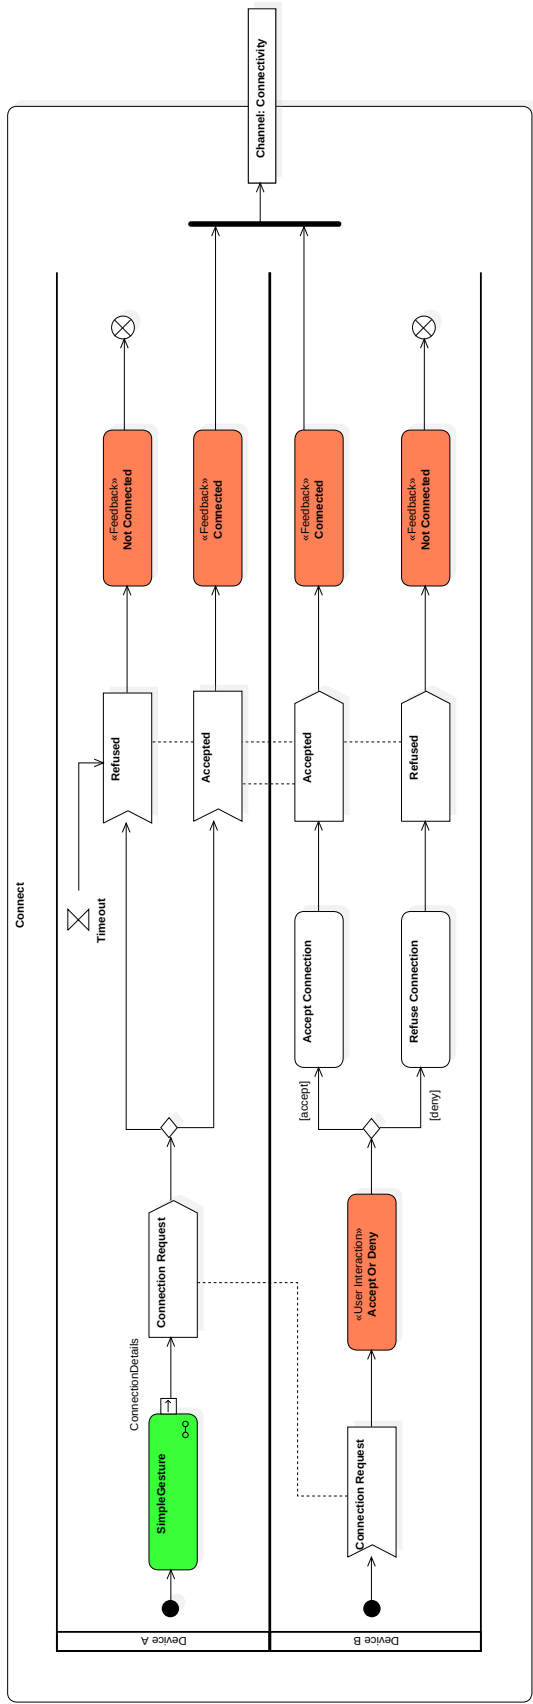 Connect
Device A
SimpleGesture
ConnectionDetails
Connection Request
Timeout
Refused
«Feedback»
Not Connected
Accepted
«Feedback»
Connected
Device B
Connection Request
«User Interaction»
Accept Or Deny
[accept]
Accept Connection
Accepted
«Feedback»
Connected
[deny]
Refuse Connection
Refused
«Feedback»
Not Connected
Channel: Connectivity